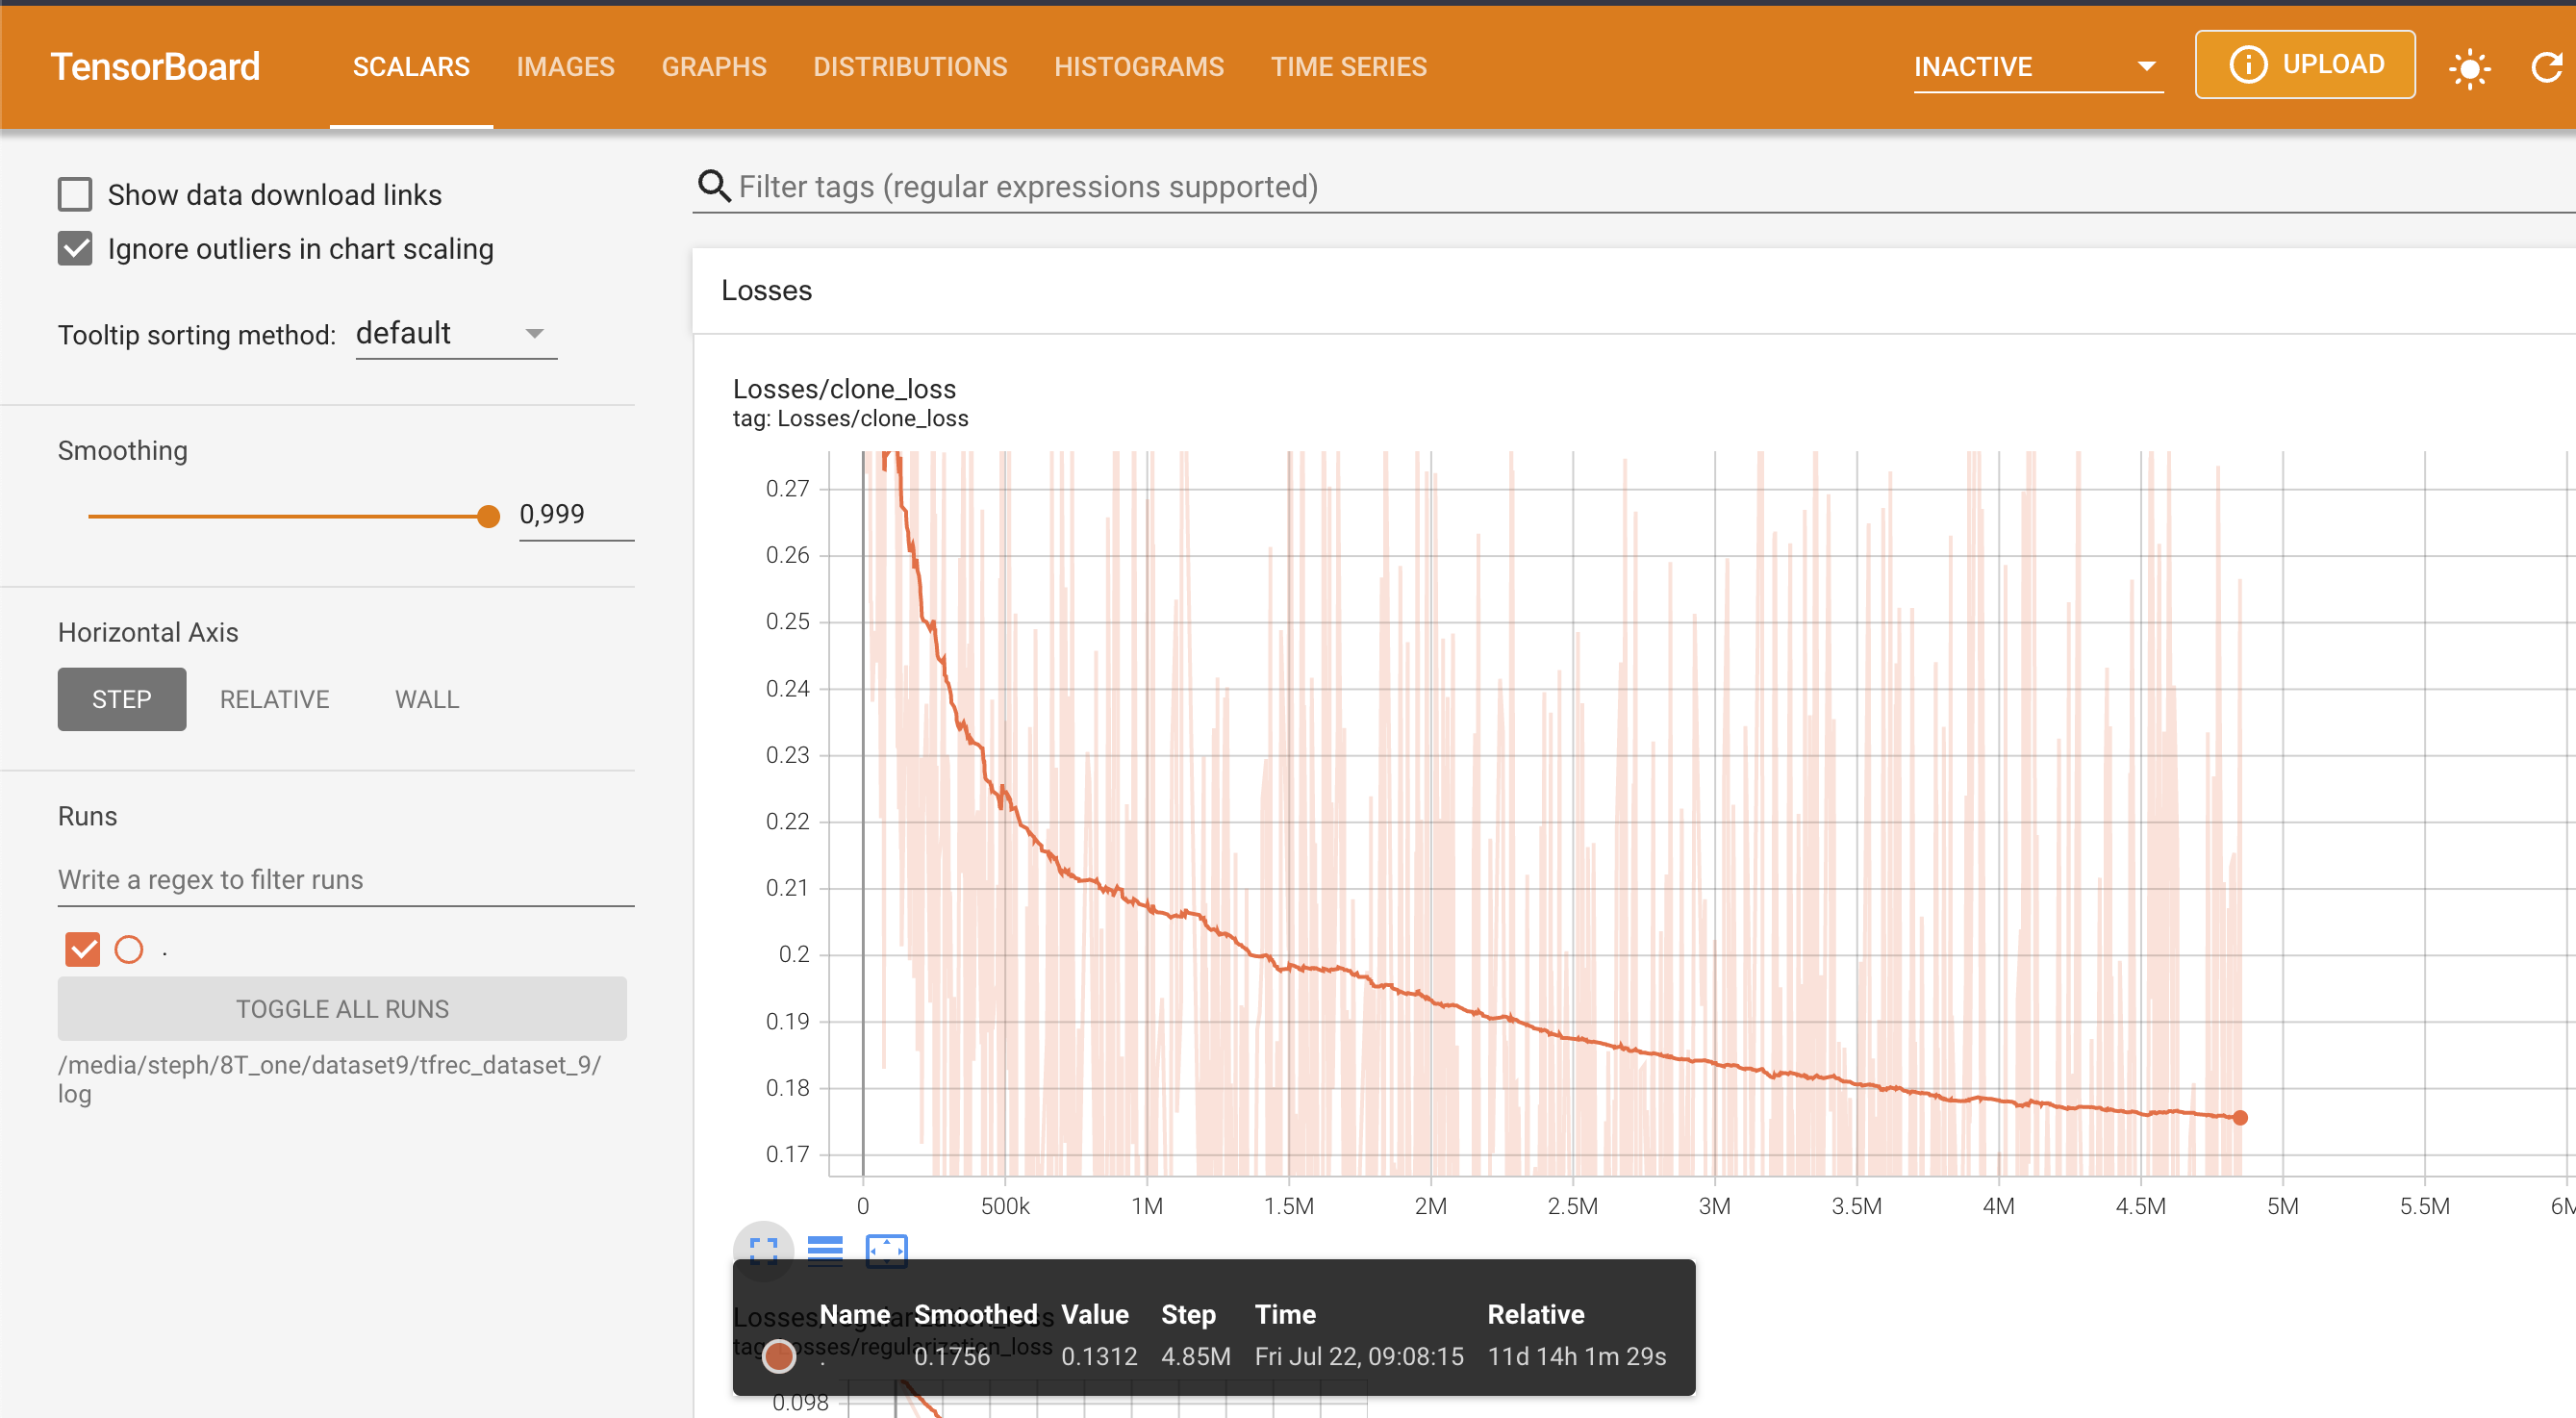 TensorBoard SCALARS IMAGES GRAPHS DISTRIBUTIONS HISTOGRAMS TIME SERIES INACTIVE UPLOAD
Show data download links
Ignore outliers in chart scaling
Tooltip sorting method: default
Smoothing
0,999
Horizontal Axis
STEP RELATIVE WALL
Runs
Write a regex to filter runs
.
TOGGLE ALL RUNS
/media/steph/8T_one/dataset9/tfrec_dataset_9/
log
Filter tags (regular expressions supported)
Losses
Losses/clone_loss
tag: Losses/clone_loss
0.27
0.26
0.25
0.24
0.23
0.22
0.21
0.2
0.19
0.18
0.17
0 500k 1M 1.5M 2M 2.5M 3M 3.5M 4M 4.5M 5M 5.5M 6M
Losses/regularization_loss
tag: Losses/regularization_loss
Name Smoothed Value Step Time Relative
. 0.1756 0.1312 4.85M Fri Jul 22, 09:08:15 11d 14h 1m 29s
0.098